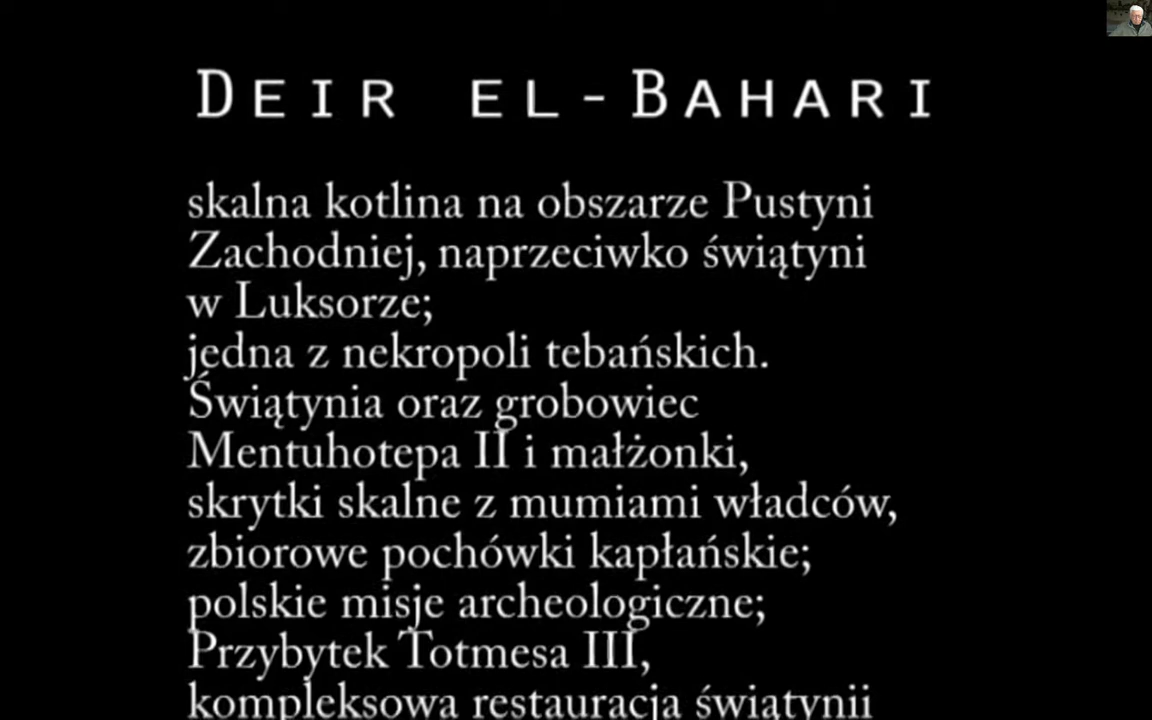 DEIR EL-BAHARI
skalna kotlina na obszarze Pustyni
Zachodniej, naprzeciwko świątyni
w Luksorze;
jedna z nekropoli tebańskich.
Świątynia oraz grobowiec
Mentuhotepa II i małżonki,
skrytki skalne z mumiami władców,
zbiorowe pochówki kapłańskie;
polskie misje archeologiczne;
Przybytek Totmesa III,
kompleksowa restauracja świątynii